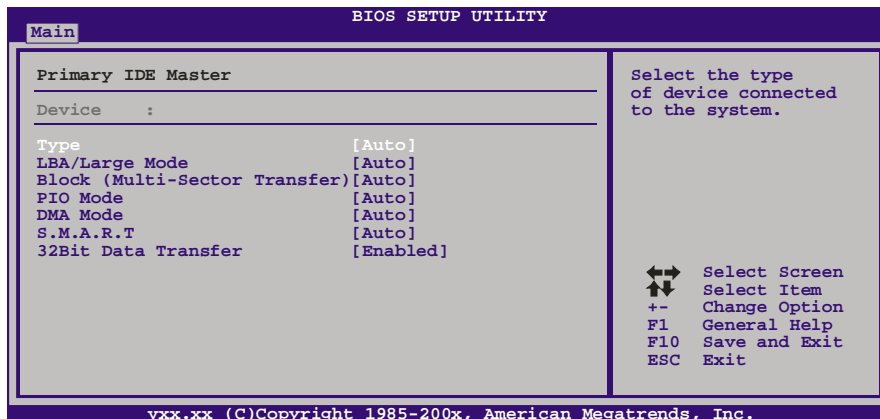 BIOS SETUP UTILITY
Main
Primary IDE Master
Device :
Type [Auto]
LBA/Large Mode [Auto]
Block (Multi-Sector Transfer)[Auto]
PIO Mode [Auto]
DMA Mode [Auto]
S.M.A.R.T [Auto]
32Bit Data Transfer [Enabled]
Select the type
of device connected
to the system.
Select Screen
Select Item
+- Change Option
F1 General Help
F10 Save and Exit
ESC Exit
vxx.xx (C)Copyright 1985-200x, American Megatrends, Inc.